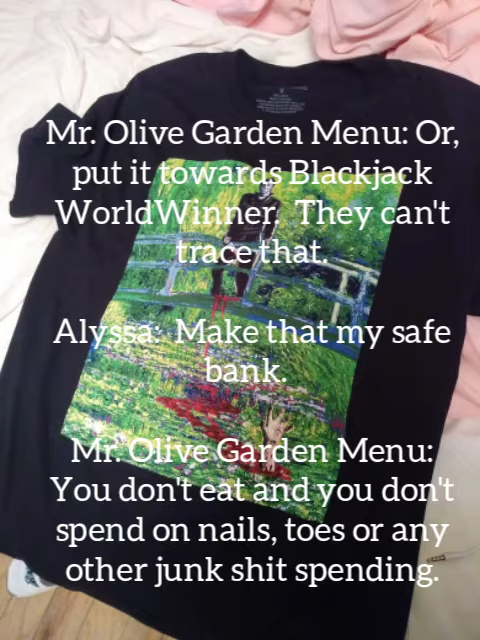 Mr. Olive Garden Menu: Or,
put it towards Blackjack
WorldWinner. They can't
trace that.
Alyssa: Make that my safe
bank.
Mr. Olive Garden Menu:
You don't eat and you don't
spend on nails, toes or any
other junk shit spending.